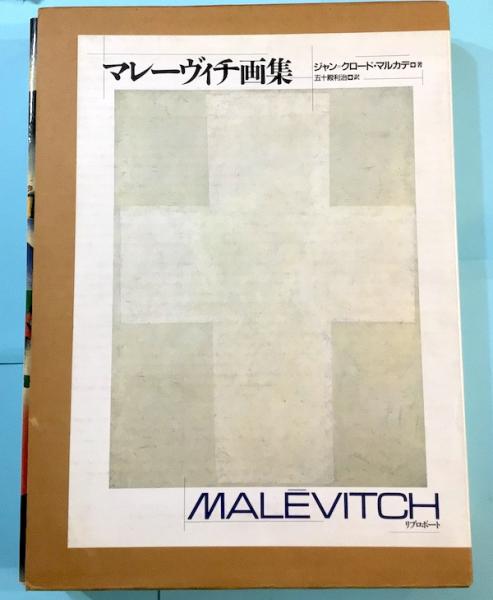 マレーヴィチ画集
ジャン=クロード・マルカデ■著
五十殿利治■訳
MALÉVITCH
リブロポート